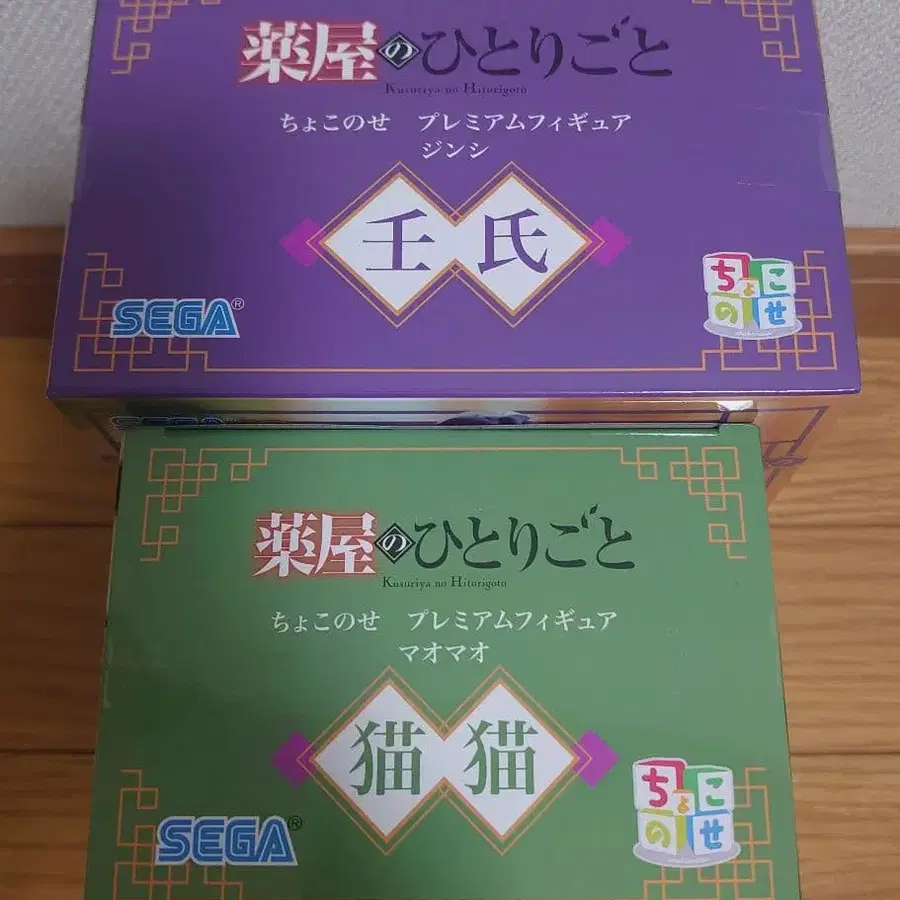 薬屋のひとりごと
Kusuriya no Hitorigoto
ちょこのせ プレミアムフィギュア
ジンシ
壬氏
SEGA®
ちょこのせ
SEGA
薬屋のひとりごと
Kusuriya no Hitorigoto
ちょこのせ プレミアムフィギュア
マオマオ
猫猫
SEGA®
ちょこのせ